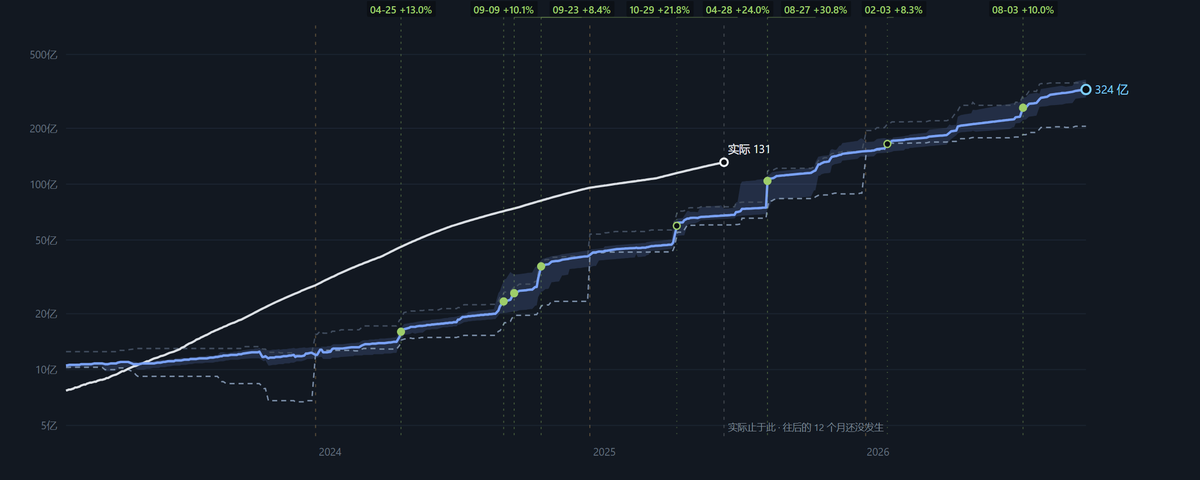 04-25 +13.0%
09-09 +10.1%
09-23 +8.4%
10-29 +21.8%
04-28 +24.0%
08-27 +30.8%
02-03 +8.3%
08-03 +10.0%
500亿
324 亿
实际 131
200亿
100亿
50亿
20亿
10亿
5亿
实际止于此 · 往后的 12 个月还没发生
2024
2025
2026